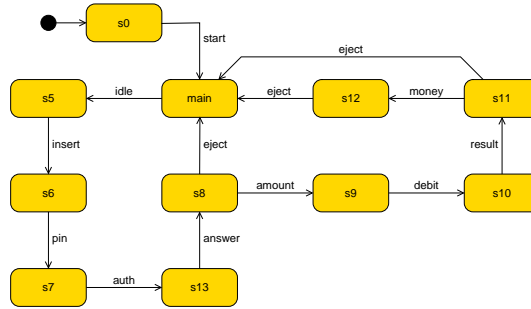 s0
start
eject
s5
idle
main
eject
s12
money
s11
insert
eject
result
s6
s8
amount
s9
debit
s10
pin
answer
s7
auth
s13